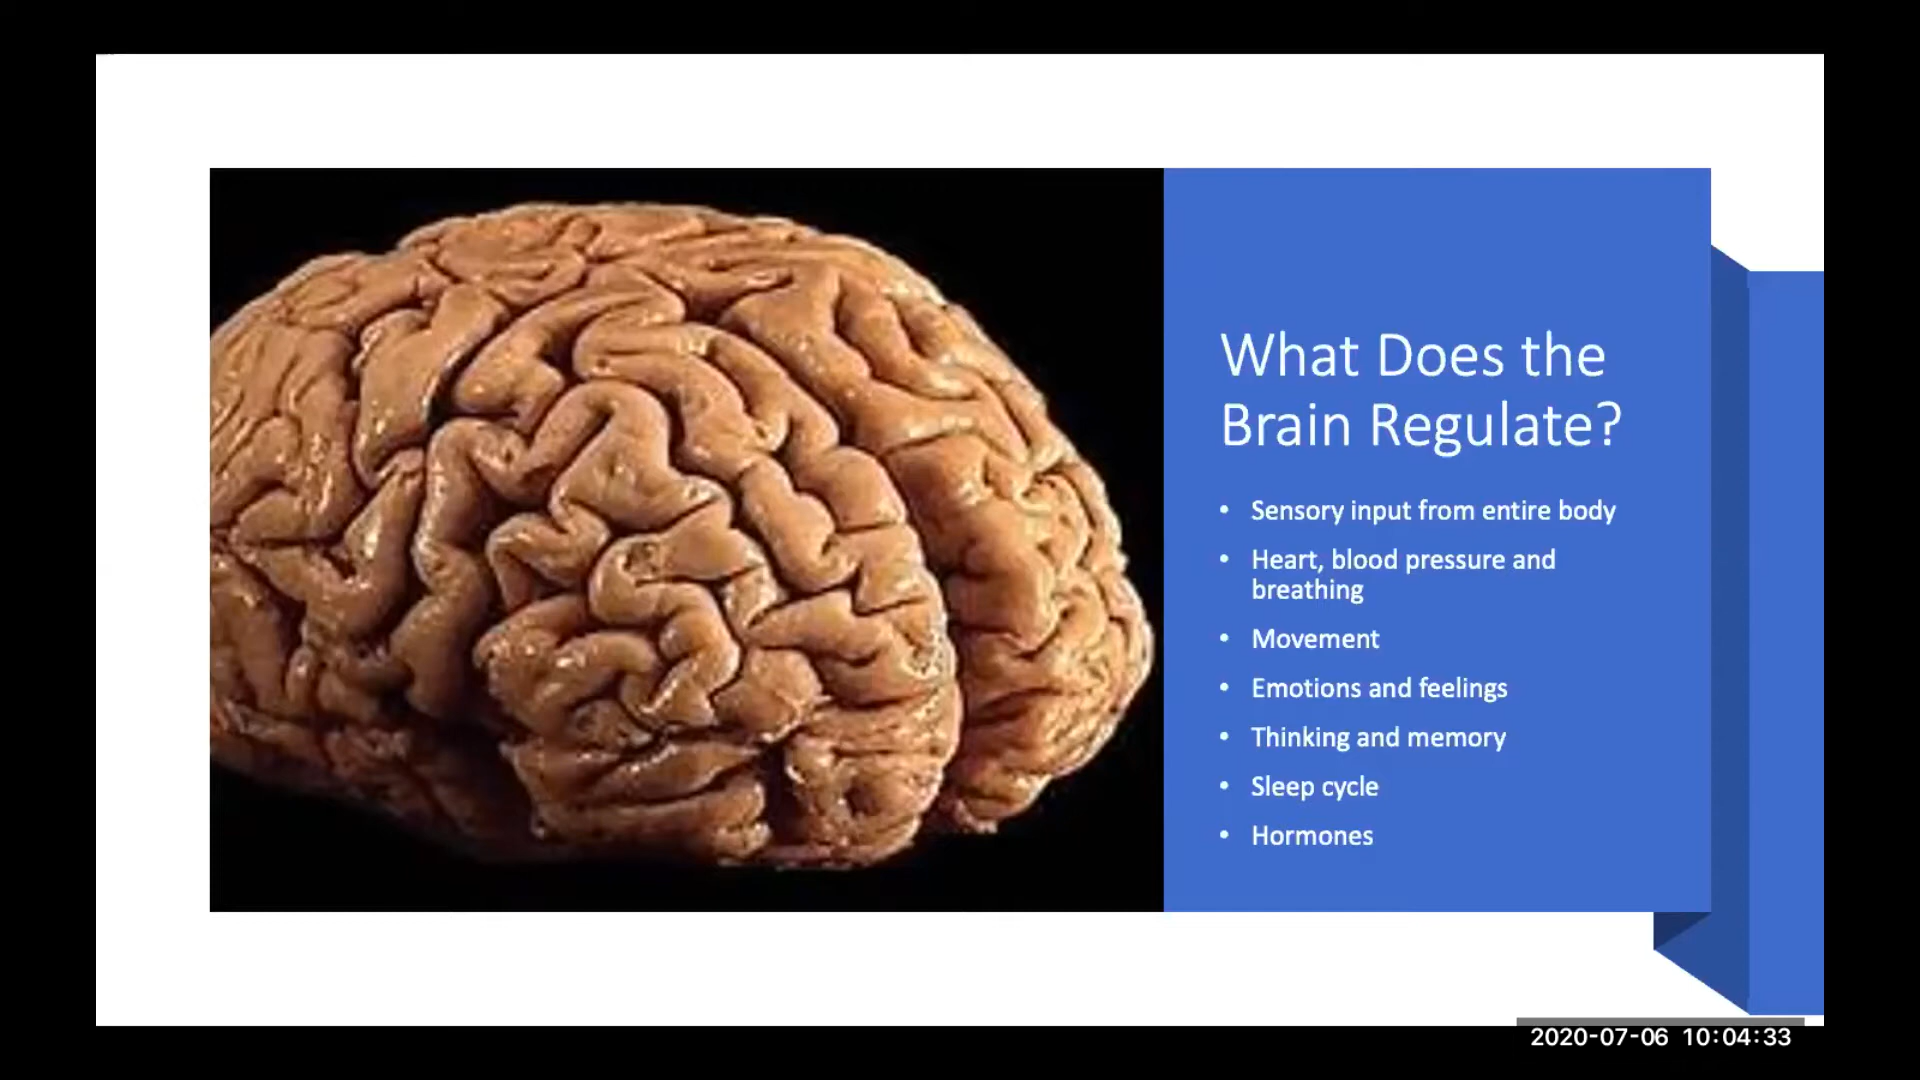 What Does the
Brain Regulate?
• Sensory input from entire body
• Heart, blood pressure and
breathing
• Movement
• Emotions and feelings
• Thinking and memory
• Sleep cycle
• Hormones
2020-07-06 10:04:33